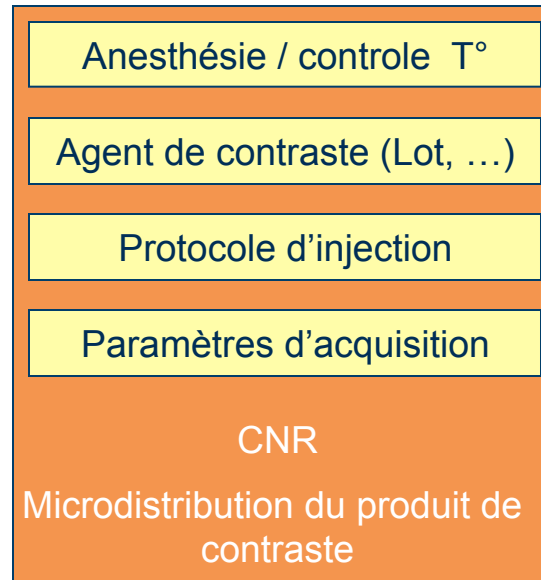 Anesthésie / controle  T°
Agent de contraste (Lot, …)
Protocole d’injection
Paramètres d’acquisition
CNR
Microdistribution du produit de
contraste